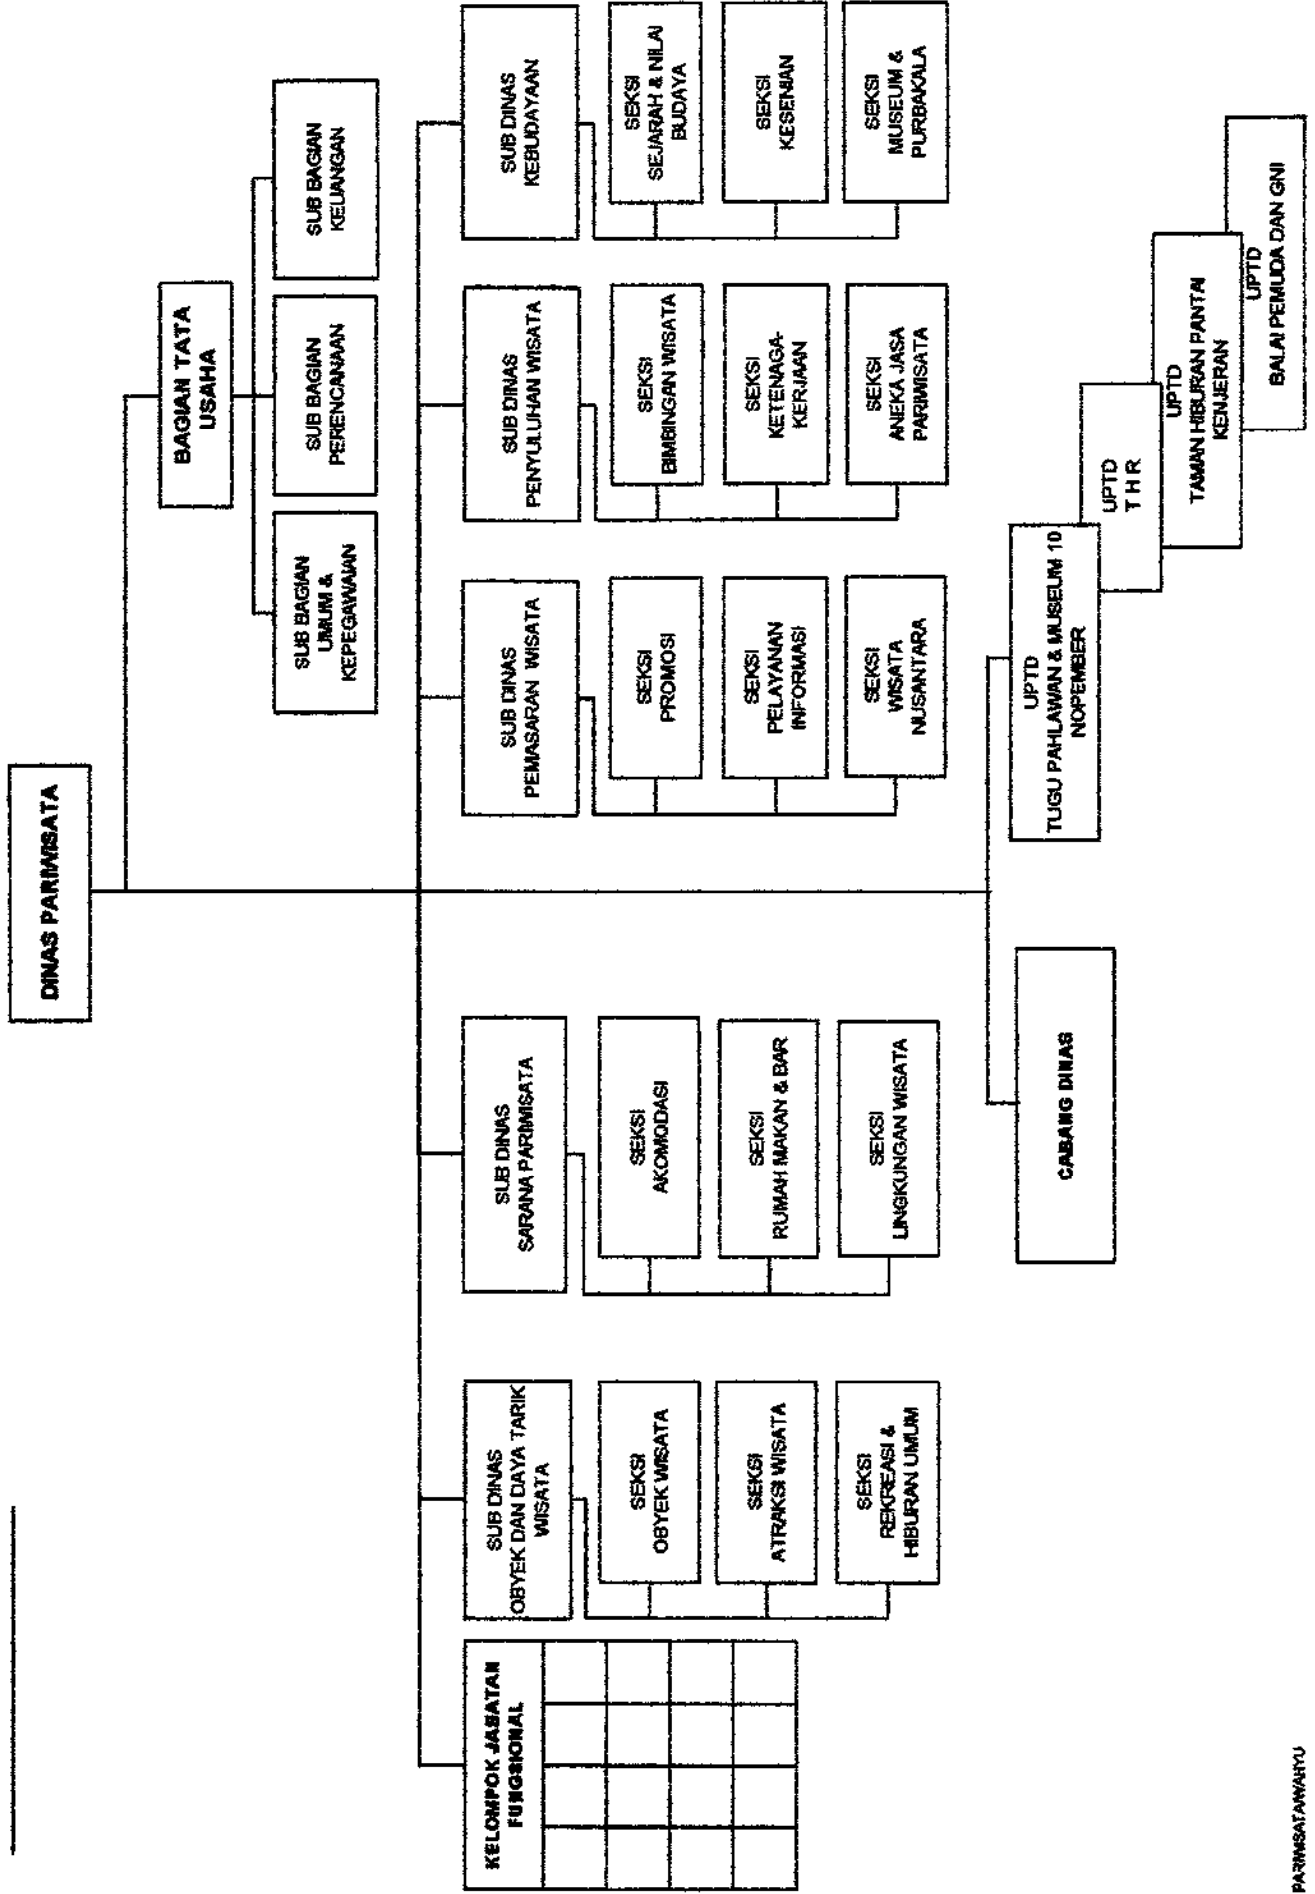 DINAS PARIWISATA
BAGIAN TATA
USAHA
SUB BAGIAN
UMUM &
KEPEGAWAIAN
SUB BAGIAN
PERENCANAAN
SUB BAGIAN
KEUANGAN
KELOMPOK JABATAN
FUNGSIONAL
SUB DINAS
OBYEK DAN DAYA TARIK
WISATA
SEKSI
OBYEK WISATA
SEKSI
ATRAKSI WISATA
SEKSI
REKREASI &
HIBURAN UMUM
SUB DINAS
SARANA PARIWISATA
SEKSI
AKOMODASI
SEKSI
RUMAH MAKAN & BAR
SEKSI
LINGKUNGAN WISATA
SUB DINAS
PEMASARAN WISATA
SEKSI
PROMOSI
SEKSI
PELAYANAN
INFORMASI
SEKSI
WISATA
NUSANTARA
SUB DINAS
PENYULUHAN WISATA
SEKSI
BIMBINGAN WISATA
SEKSI
KETENAGA-
KERJAAN
SEKSI
ANEKA JASA
PARIWISATA
SUB DINAS
KEBUDAYAAN
SEKSI
SEJARAH & NILAI
BUDAYA
SEKSI
KESENIAN
SEKSI
MUSEUM &
PURBAKALA
CABANG DINAS
UPTD
TUGU PAHLAWAN & MUSEUM 10
NOPEMBER
UPTD
T H R
UPTD
TAMAN HIBURAN PANTAI
KENJERAN
UPTD
BALAI PEMUDA DAN GNI
PARIWISATA/WAHYU